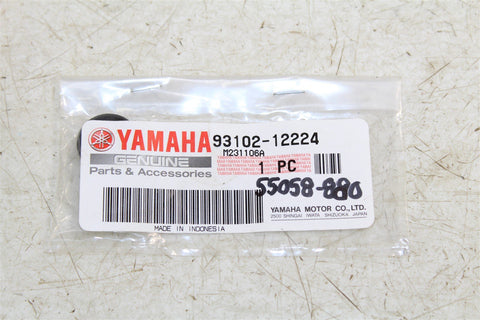 YAMAHA 93102-12224
GENUINE M231106A
Parts & Accessories 1 PC
55058-880
YAMAHA MOTOR CO.,LTD.
2500 SHINGAI IWATA SHIZUOKA JAPAN
MADE IN INDONESIA